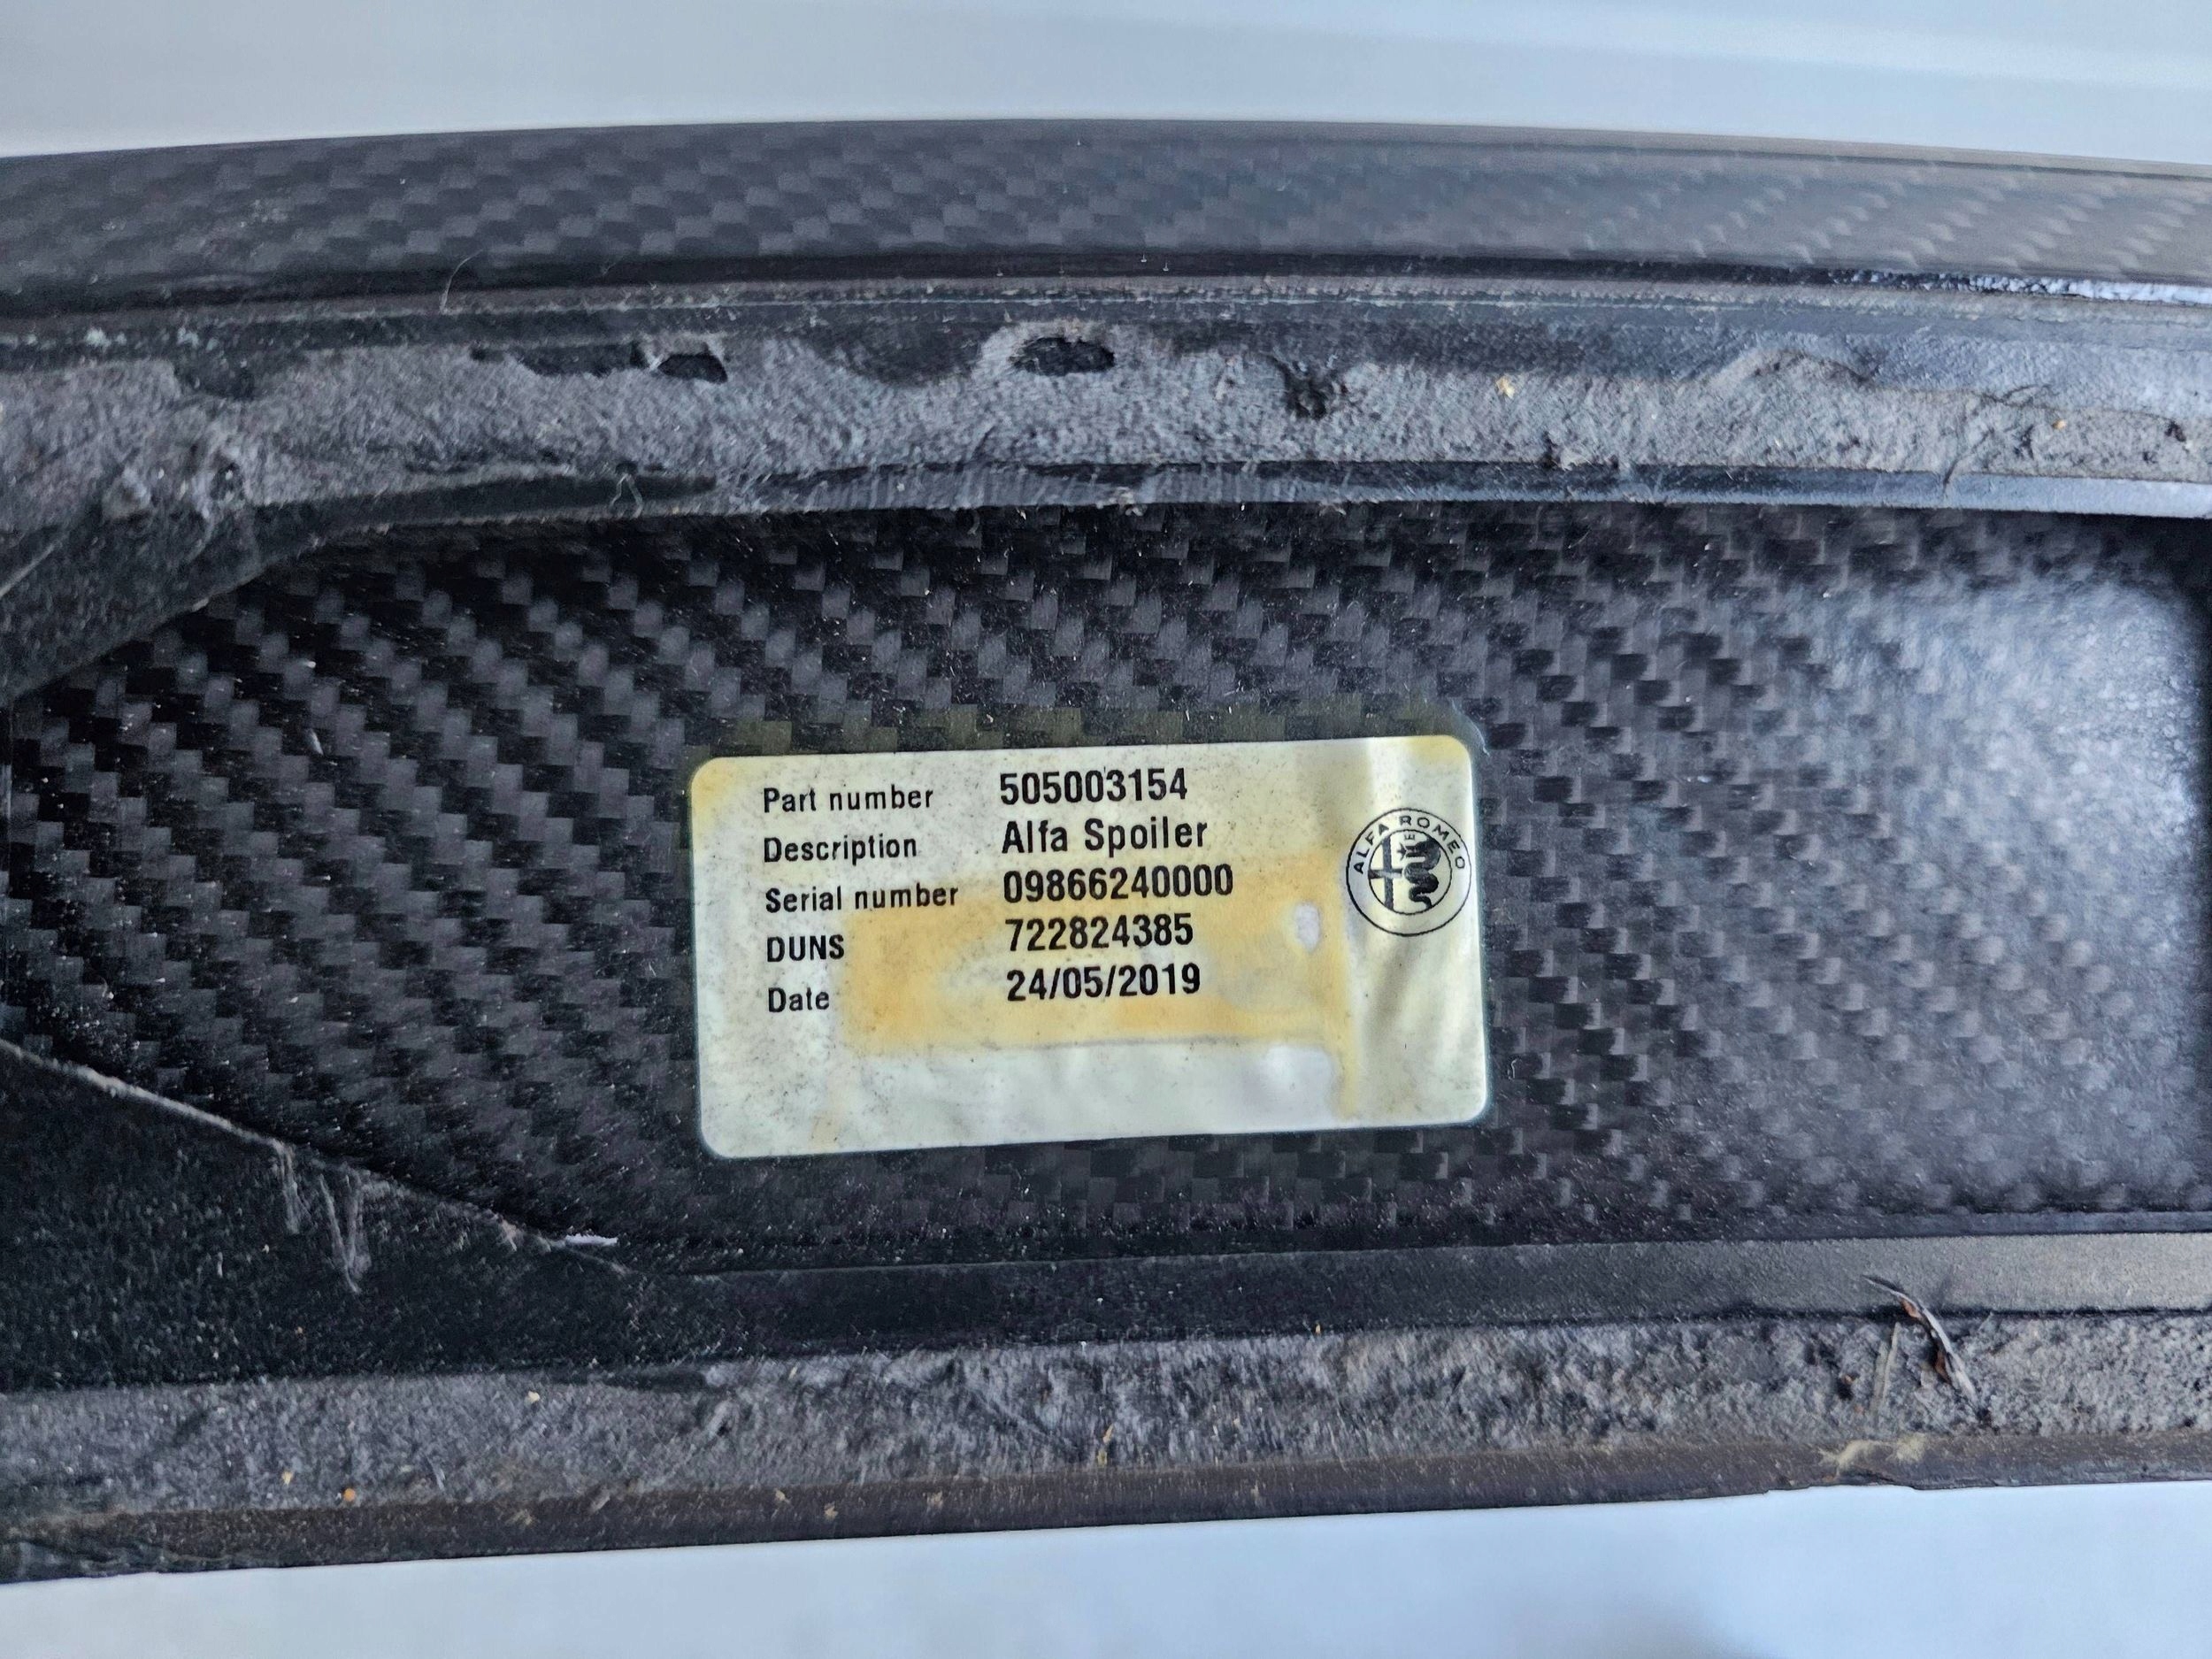 Part number 505003154
Description Alfa Spoiler
Serial number 09866240000
DUNS 722824385
Date 24/05/2019
ALFA ROMEO